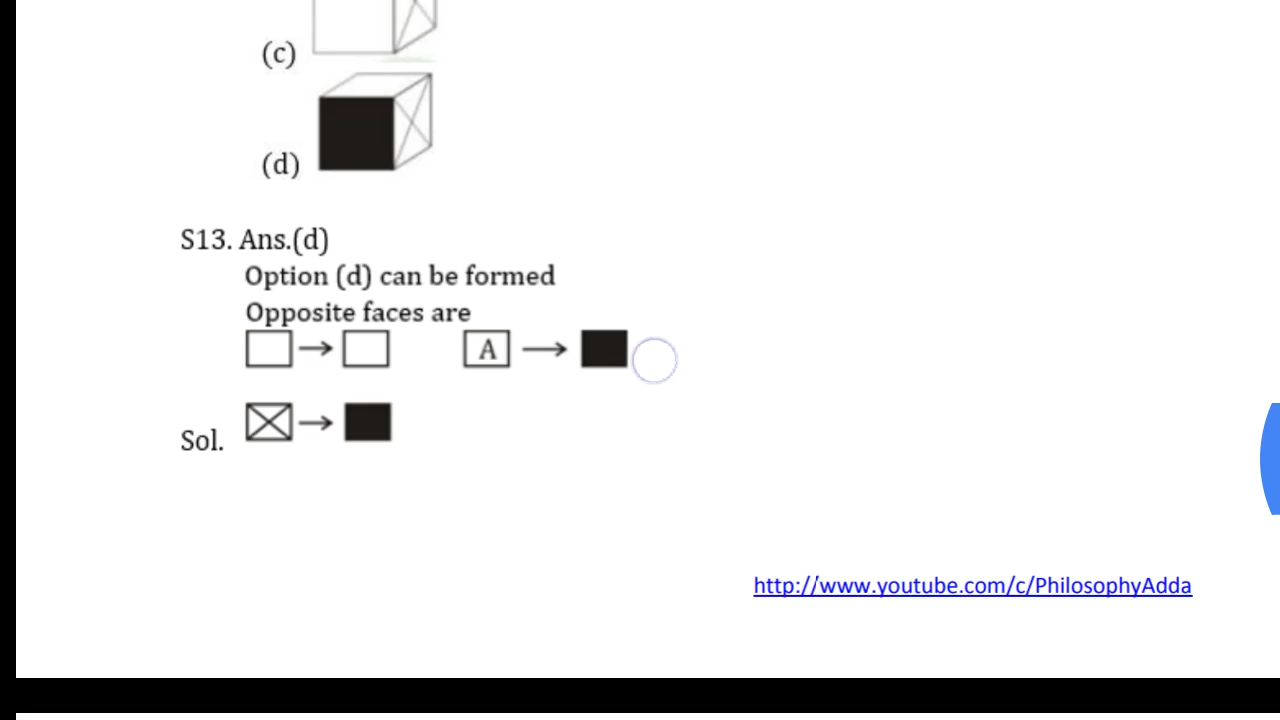 (c)
(d)
S13. Ans.(d)
Option (d) can be formed
Opposite faces are
A
Sol.
http://www.youtube.com/c/PhilosophyAdda